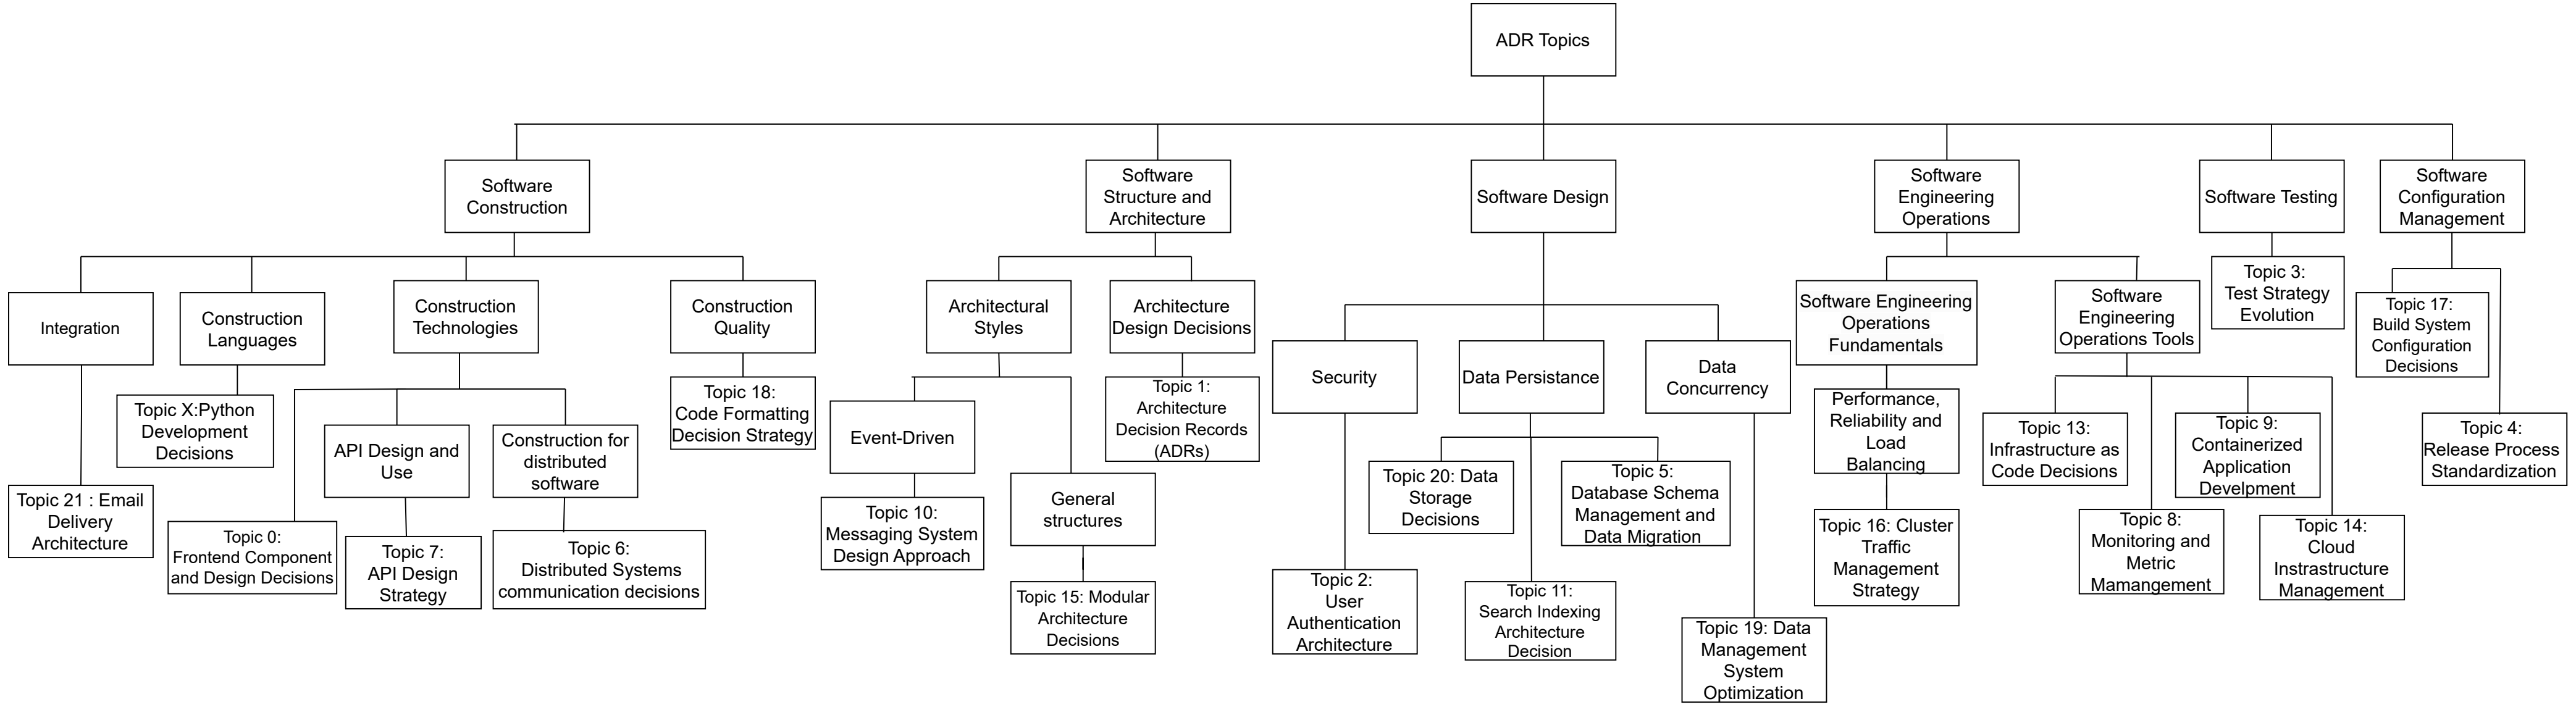 ADR Topics
Software
Construction
Software
Structure and
Architecture
Software Design
Software
Engineering
Operations
Software Testing
Software
Configuration
Management
Integration
Construction
Languages
Construction
Technologies
Construction
Quality
Architectural
Styles
Architecture
Design Decisions
Security
Data Persistance
Data
Concurrency
Software Engineering
Operations
Fundamentals
Software
Engineering
Operations Tools
Topic 3:
Test Strategy
Evolution
Topic 17:
Build System
Configuration
Decisions
Topic X:Python
Development
Decisions
API Design and
Use
Construction for
distributed
software
Topic 18:
Code Formatting
Decision Strategy
Event-Driven
General
structures
Topic 1:
Architecture
Decision Records
(ADRs)
Performance,
Reliability and
Load
Balancing
Topic 13:
Infrastructure as
Code Decisions
Topic 9:
Containerized
Application
Develpment
Topic 4:
Release Process
Standardization
Topic 21 : Email
Delivery
Architecture
Topic 0:
Frontend Component
and Design Decisions
Topic 7:
API Design
Strategy
Topic 6:
Distributed Systems
communication decisions
Topic 10:
Messaging System
Design Approach
Topic 15: Modular
Architecture
Decisions
Topic 2:
User
Authentication
Architecture
Topic 20: Data
Storage
Decisions
Topic 11:
Search Indexing
Architecture
Decision
Topic 5:
Database Schema
Management and
Data Migration
Topic 19: Data
Management
System
Optimization
Topic 16: Cluster
Traffic
Management
Strategy
Topic 8:
Monitoring and
Metric
Mamangement
Topic 14:
Cloud
Instrastructure
Management